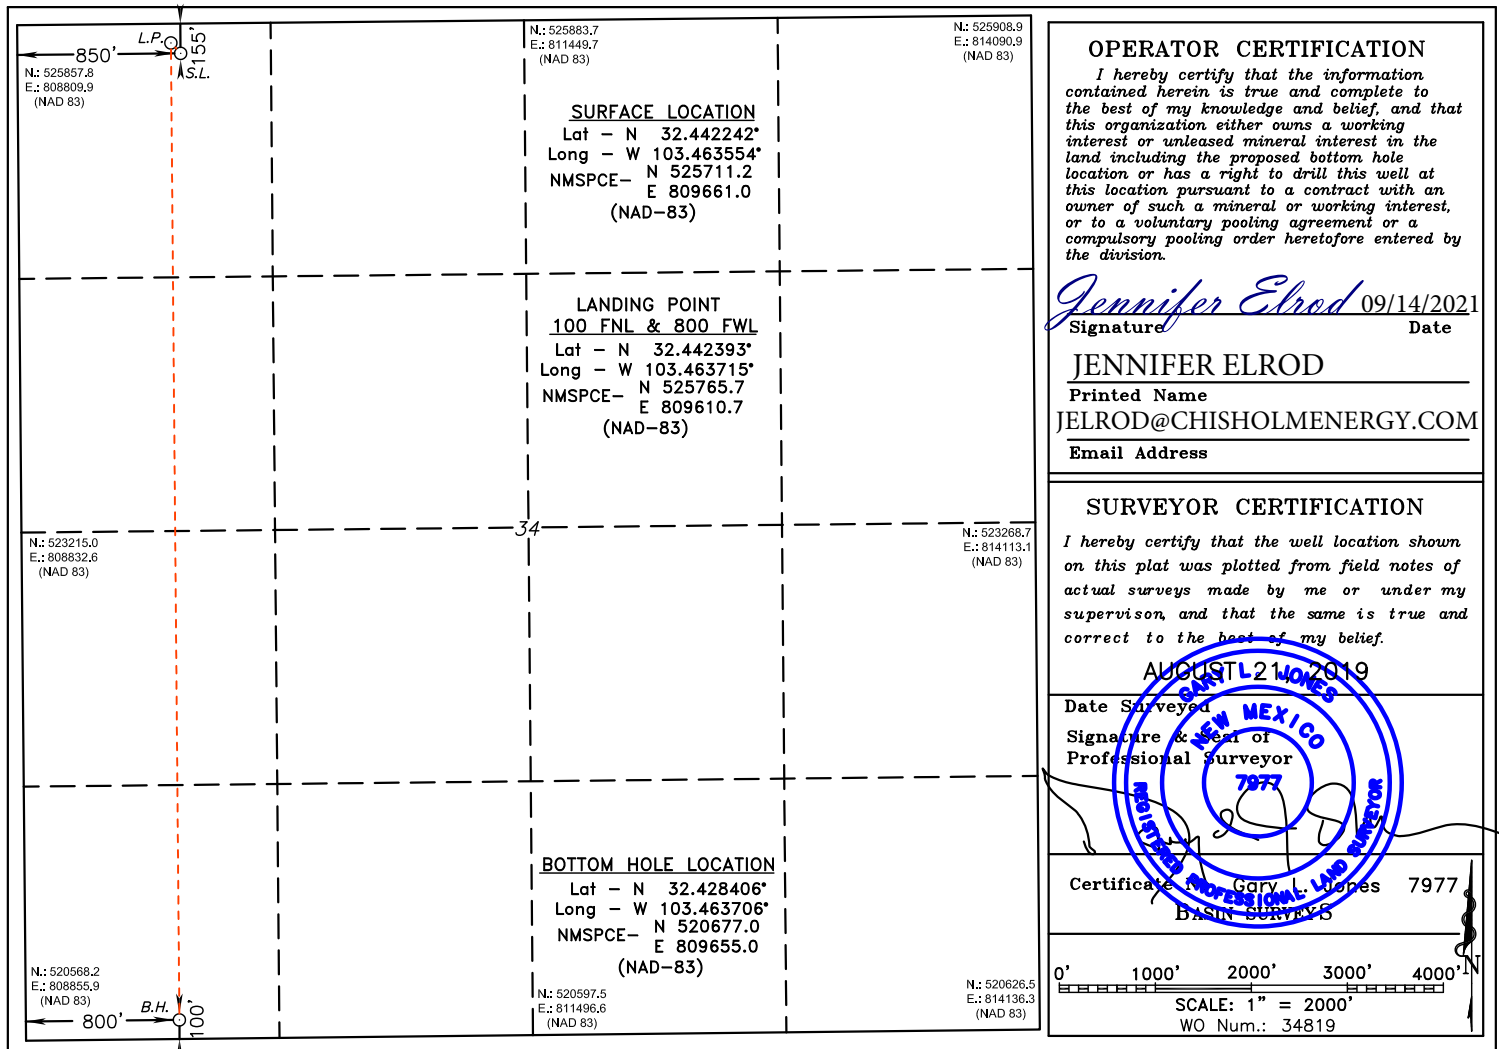 L.P.
850'
155'
S.L.
N.: 525857.8
E.: 808809.9
(NAD 83)
N.: 525883.7
E.: 811449.7
(NAD 83)
N.: 525908.9
E.: 814090.9
(NAD 83)
SURFACE LOCATION
Lat – N 32.442242°
Long – W 103.463554°
NMSPCE– N 525711.2
E 809661.0
(NAD–83)
LANDING POINT
100 FNL & 800 FWL
Lat – N 32.442393°
Long – W 103.463715°
NMSPCE– N 525765.7
E 809610.7
(NAD–83)
34
N.: 523215.0
E.: 808832.6
(NAD 83)
N.: 523268.7
E.: 814113.1
(NAD 83)
BOTTOM HOLE LOCATION
Lat – N 32.428406°
Long – W 103.463706°
NMSPCE– N 520677.0
E 809655.0
(NAD–83)
N.: 520568.2
E.: 808855.9
(NAD 83)
B.H.
800'
100'
N.: 520597.5
E.: 811496.6
(NAD 83)
N.: 520626.5
E.: 814136.3
(NAD 83)
OPERATOR CERTIFICATION
I hereby certify that the information
contained herein is true and complete to
the best of my knowledge and belief, and that
this organization either owns a working
interest or unleased mineral interest in the
land including the proposed bottom hole
location or has a right to drill this well at
this location pursuant to a contract with an
owner of such a mineral or working interest,
or to a voluntary pooling agreement or a
compulsory pooling order heretofore entered by
the division.
Jennifer Elrod 09/14/2021
Signature Date
JENNIFER ELROD
Printed Name
JELROD@CHISHOLMENERGY.COM
Email Address
SURVEYOR CERTIFICATION
I hereby certify that the well location shown
on this plat was plotted from field notes of
actual surveys made by me or under my
supervison, and that the same is true and
correct to the best of my belief.
AUGUST 21, 2019
Date Surveyed
Signature & Seal of
Professional Surveyor
GARY L. JONES
NEW MEXICO
7977
REGISTERED PROFESSIONAL LAND SURVEYOR
Certificate Gary L. Jones 7977
BASIN SURVEYS
N
0' 1000' 2000' 3000' 4000'
SCALE: 1" = 2000'
WO Num.: 34819